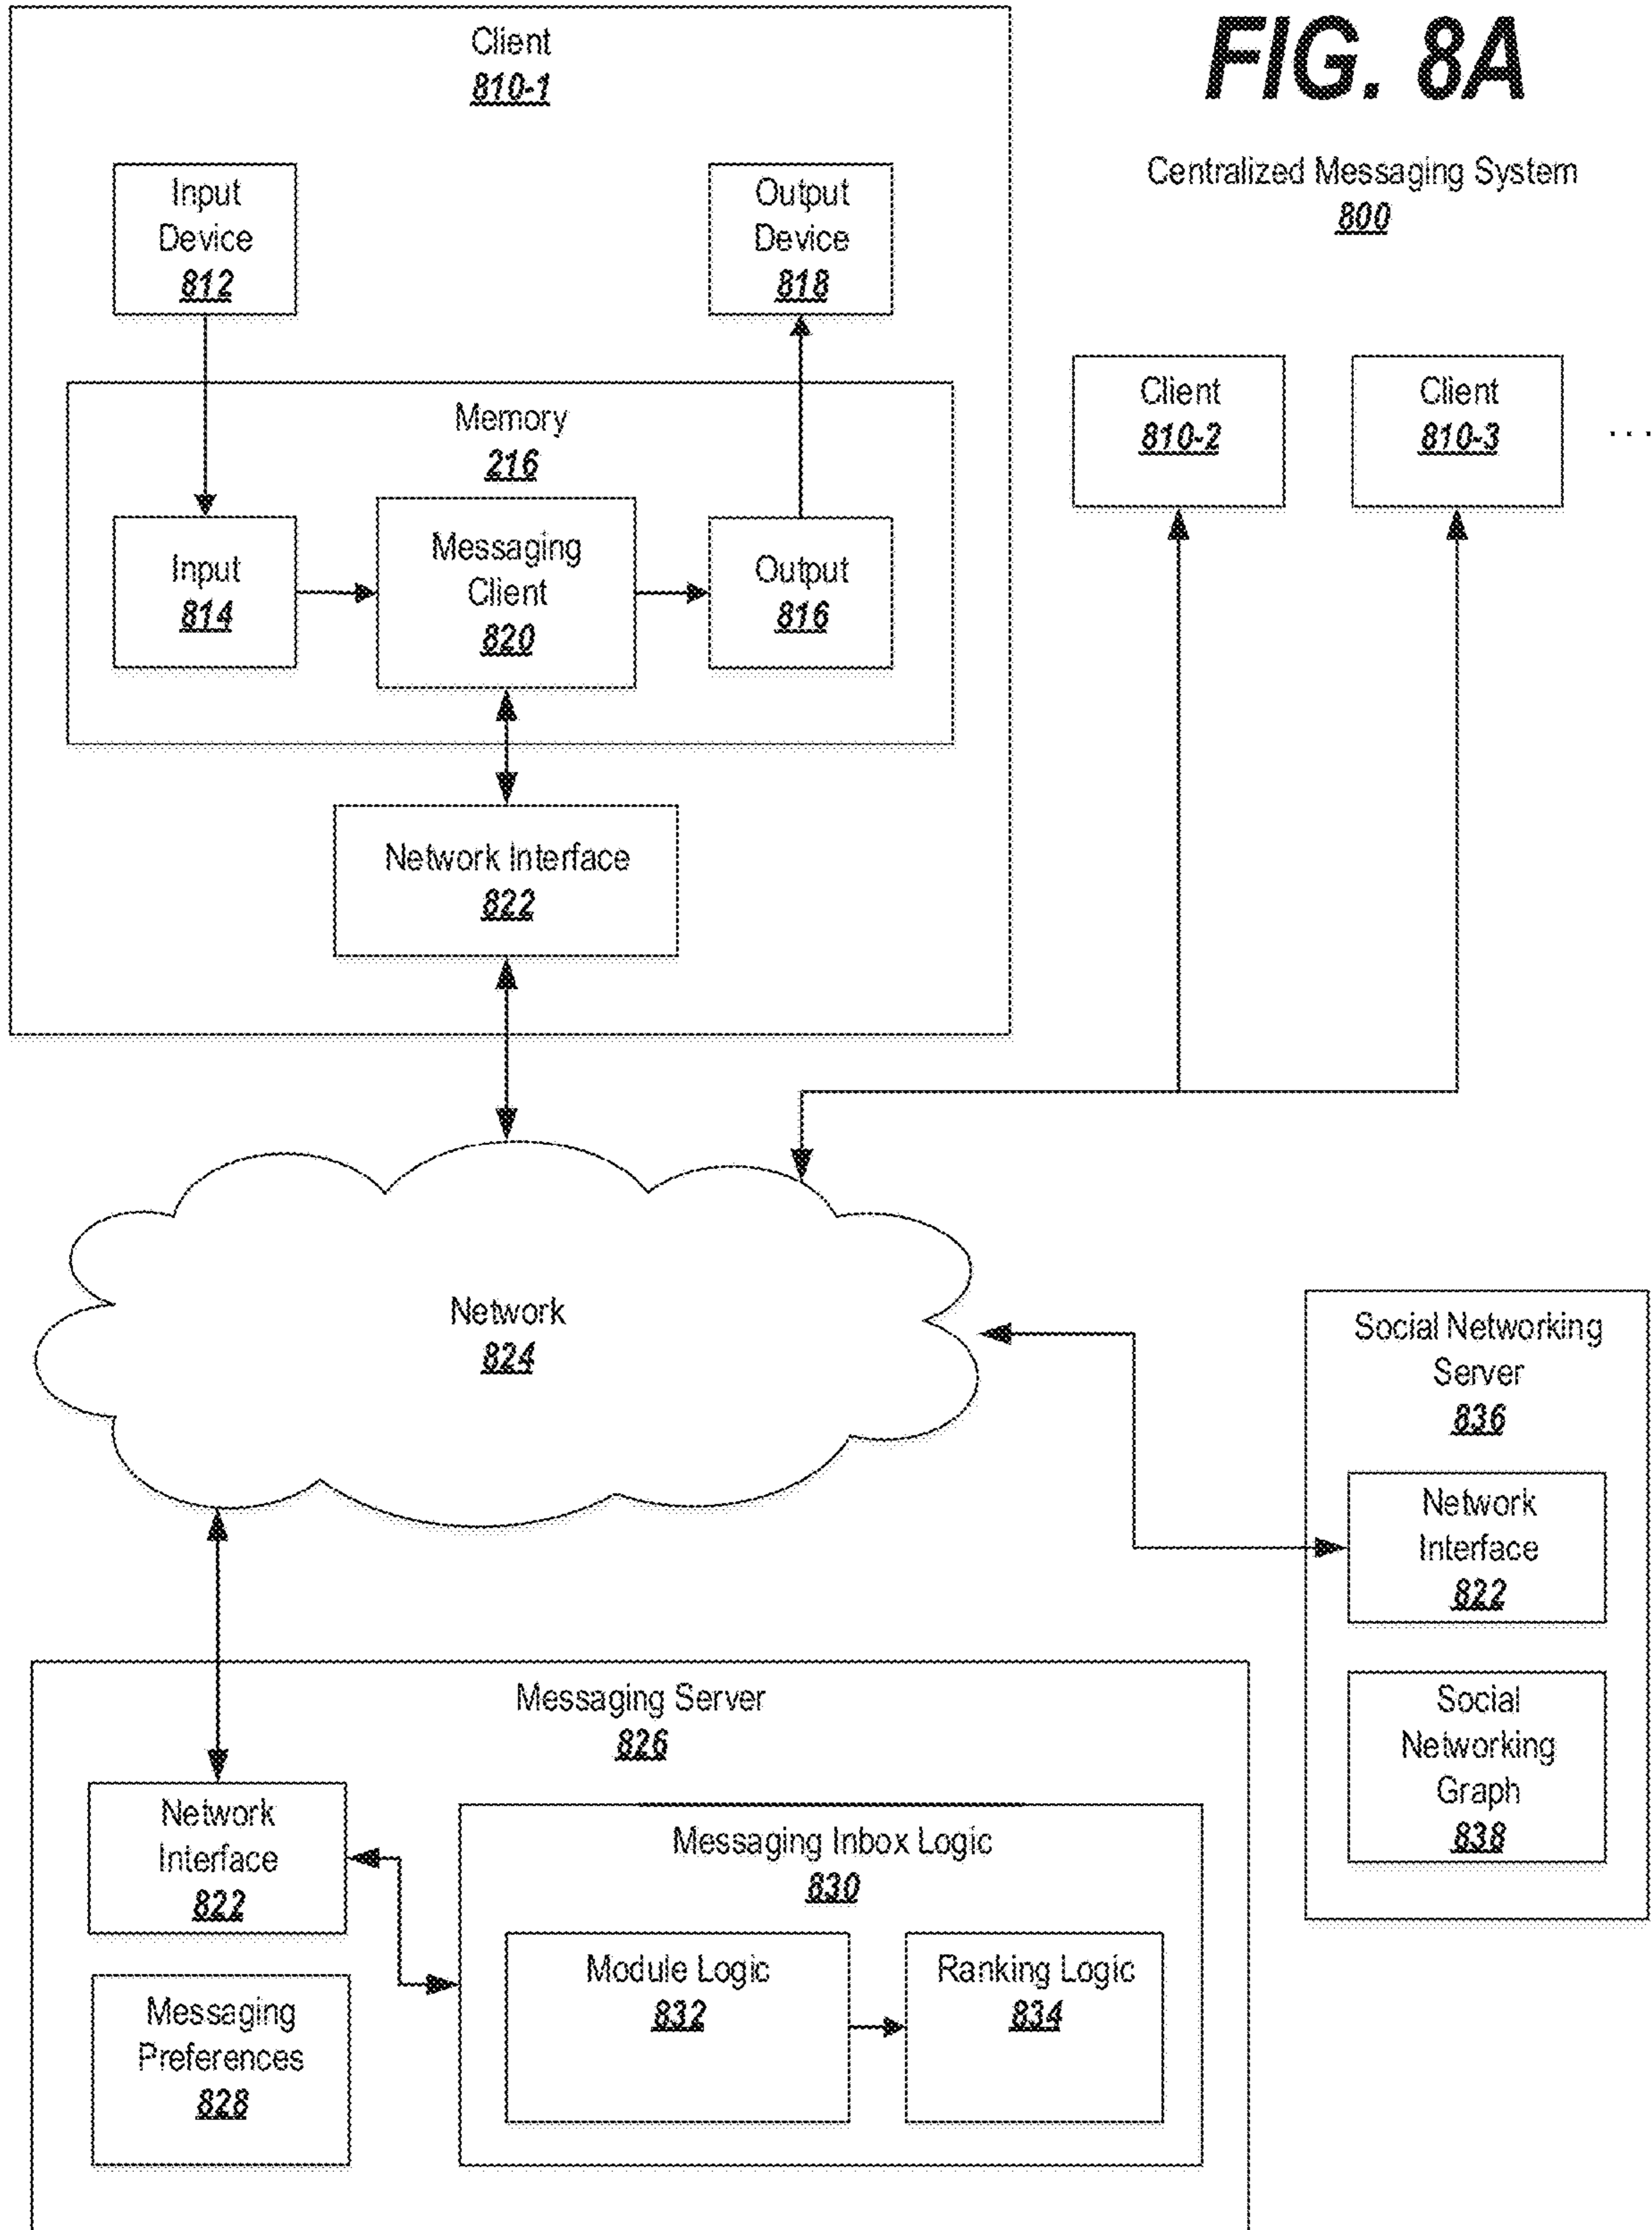 FIG. 8A
Centralized Messaging System
800
Client
810-1
Input
Device
812
Output
Device
818
Memory
216
Input
814
Messaging
Client
820
Output
816
Network Interface
822
Client
810-2
Client
810-3
...
Network
824
Social Networking
Server
836
Network
Interface
822
Social
Networking
Graph
838
Messaging Server
826
Network
Interface
822
Messaging
Preferences
828
Messaging Inbox Logic
830
Module Logic
832
Ranking Logic
834